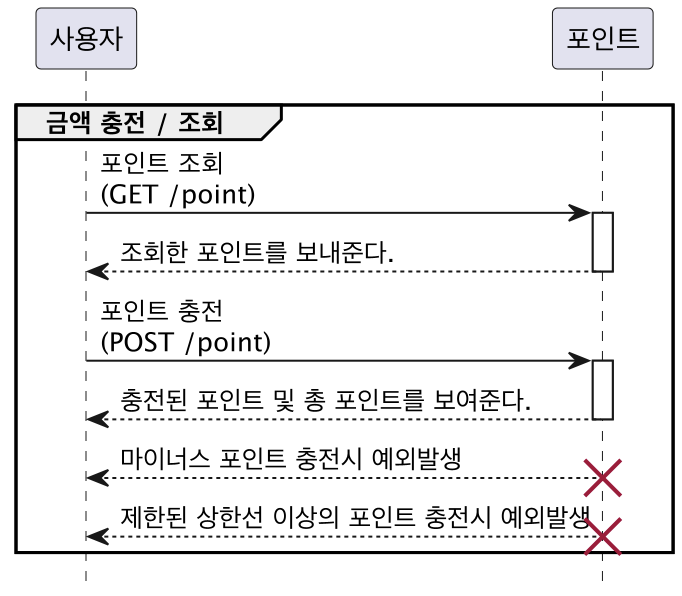 사용자
포인트
금액 충전 / 조회
포인트 조회
(GET /point)
조회한 포인트를 보내준다.
포인트 충전
(POST /point)
충전된 포인트 및 총 포인트를 보여준다.
마이너스 포인트 충전시 예외발생
제한된 상한선 이상의 포인트 충전시 예외발생